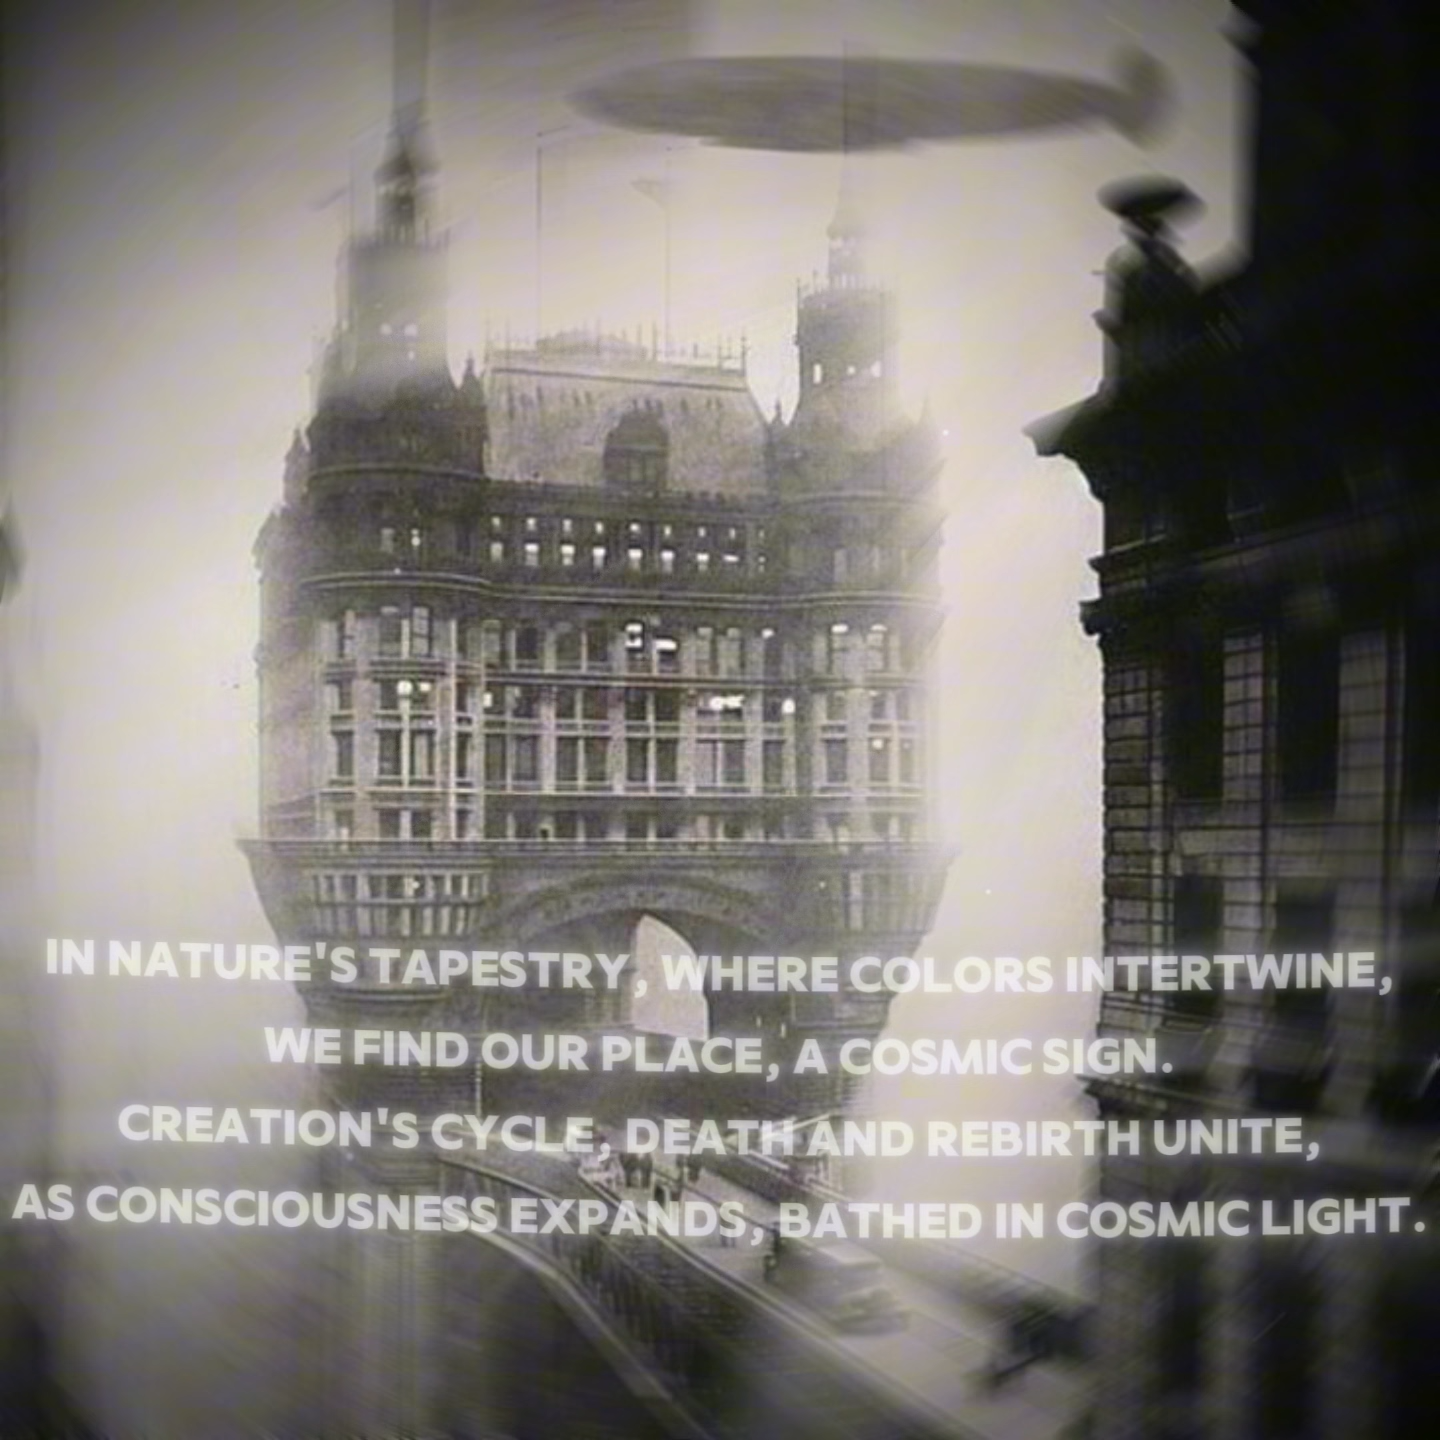 IN NATURE'S TAPESTRY, WHERE COLORS INTERTWINE,
WE FIND OUR PLACE, A COSMIC SIGN.
CREATION'S CYCLE, DEATH AND REBIRTH UNITE,
AS CONSCIOUSNESS EXPANDS, BATHED IN COSMIC LIGHT.